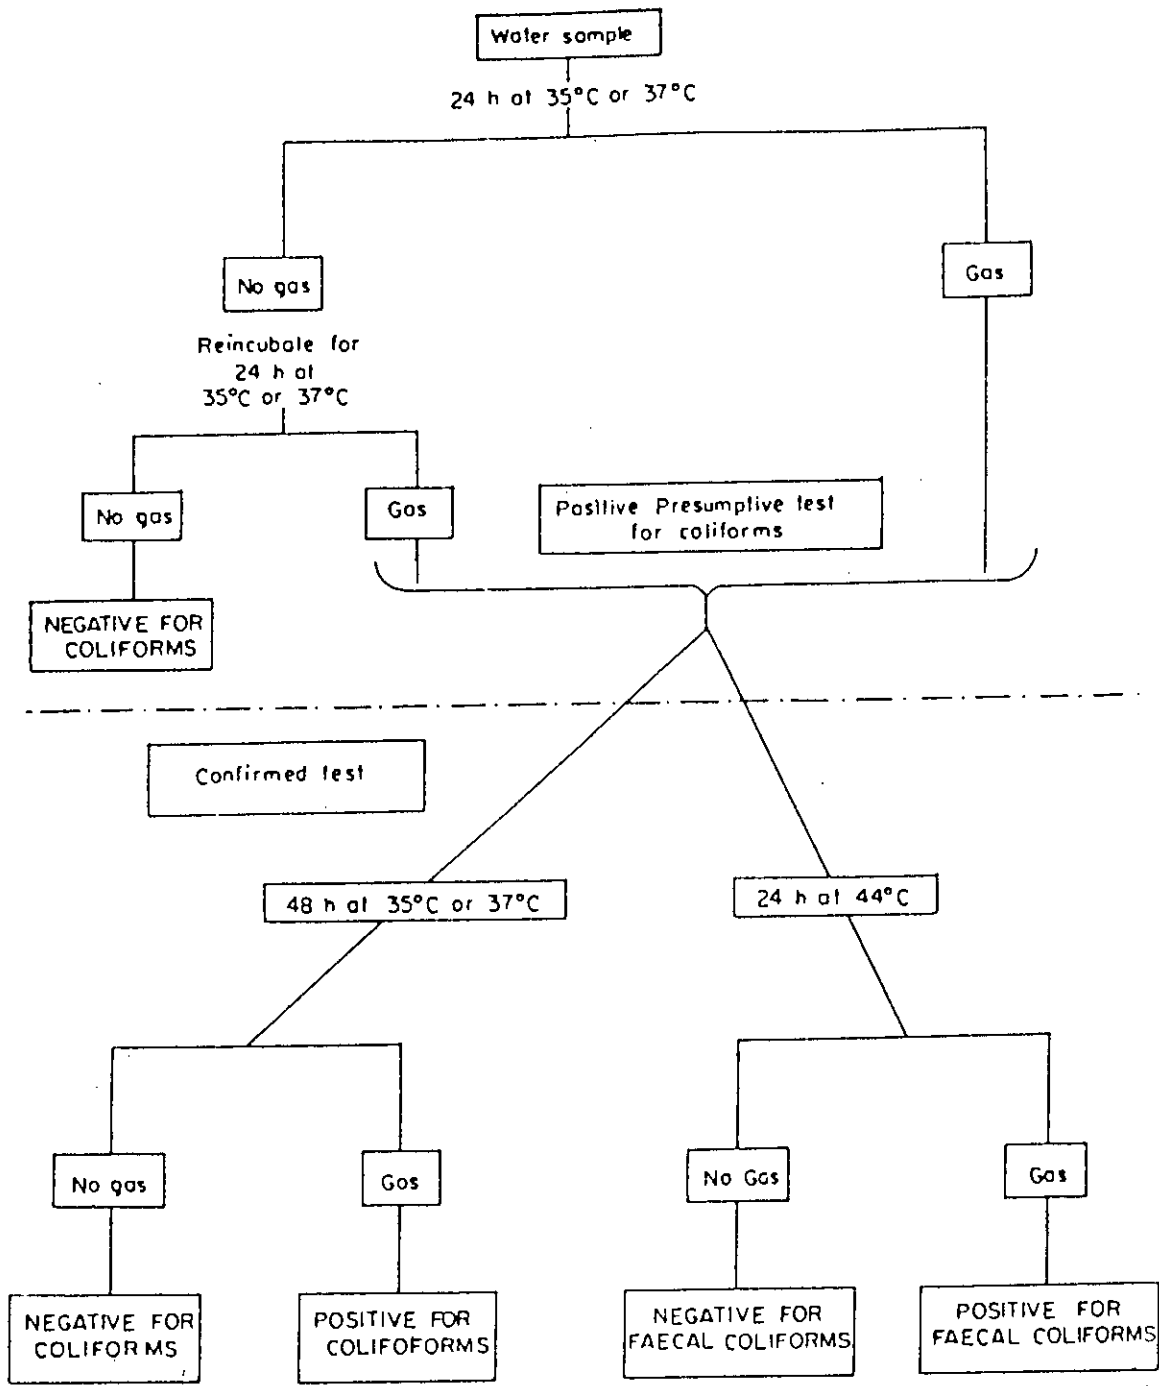 Water sample
24 h at 35°C or 37°C
No gas
Gas
Reincubate for
24 h at
35°C or 37°C
No gas
Gas
Positive Presumptive test
for coliforms
NEGATIVE FOR
COLIFORMS
Confirmed test
48 h at 35°C or 37°C
24 h at 44°C
No gas
Gas
No Gas
Gas
NEGATIVE FOR
COLIFORMS
POSITIVE FOR
COLIFOFORMS
NEGATIVE FOR
FAECAL COLIFORMS
POSITIVE FOR
FAECAL COLIFORMS